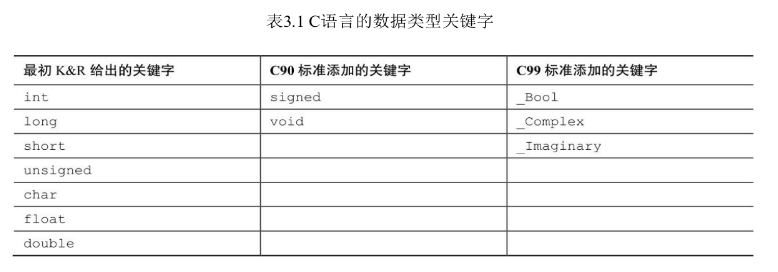 表3.1 C语言的数据类型关键字
最初 K&R 给出的关键字 C90 标准添加的关键字 C99 标准添加的关键字
int signed _Bool
long void _Complex
short _Imaginary
unsigned
char
float
double